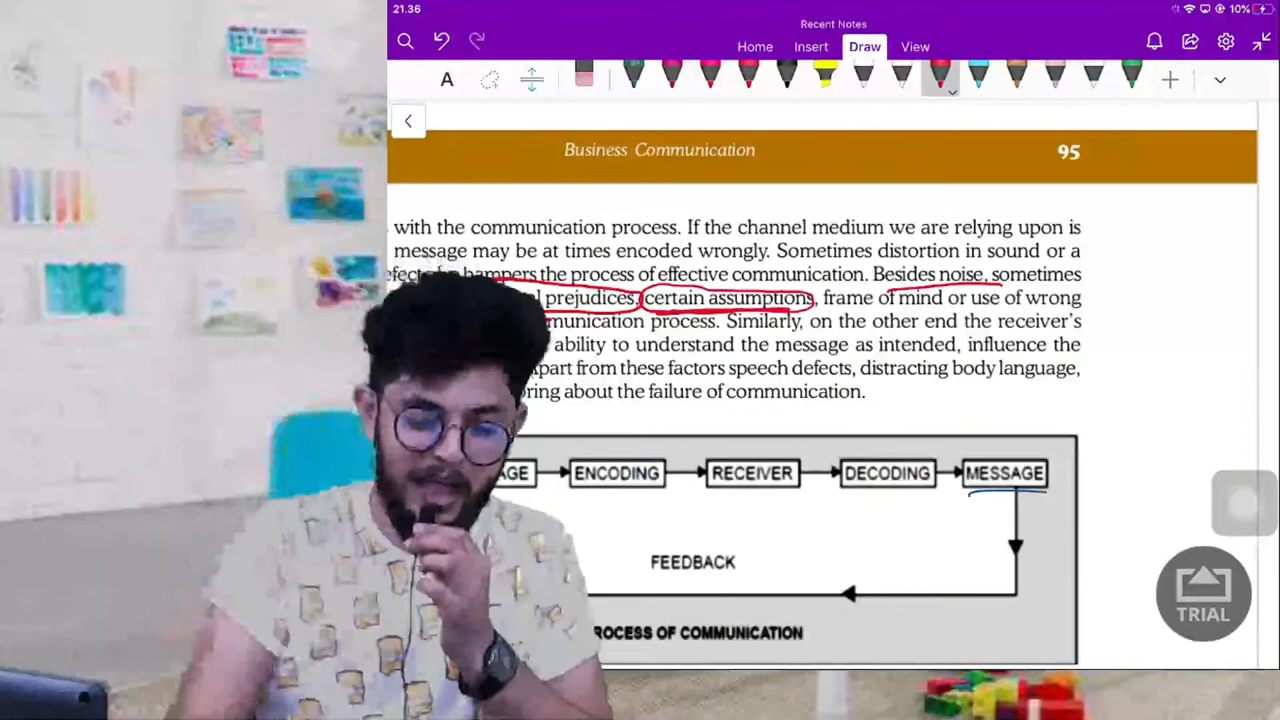 21.36
Recent Notes
10%
Home Insert Draw View
A
Business Communication 95
with the communication process. If the channel medium we are relying upon is
message may be at times encoded wrongly. Sometimes distortion in sound or a
hampers the process of effective communication. Besides noise, sometimes
prejudices, certain assumptions, frame of mind or use of wrong
communication process. Similarly, on the other end the receiver's
ability to understand the message as intended, influence the
part from these factors speech defects, distracting body language,
bring about the failure of communication.
ENCODING RECEIVER DECODING MESSAGE
FEEDBACK
PROCESS OF COMMUNICATION
TRIAL